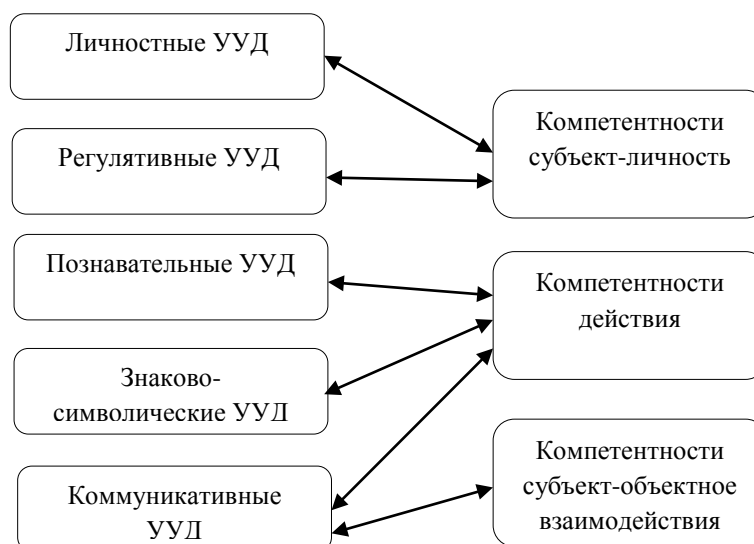 Личностные УУД
Регулятивные УУД
Познавательные УУД
Знаково-
символические УУД
Коммуникативные
УУД
Компетентности
субъект-личность
Компетентности
действия
Компетентности
субъект-объектное
взаимодействия